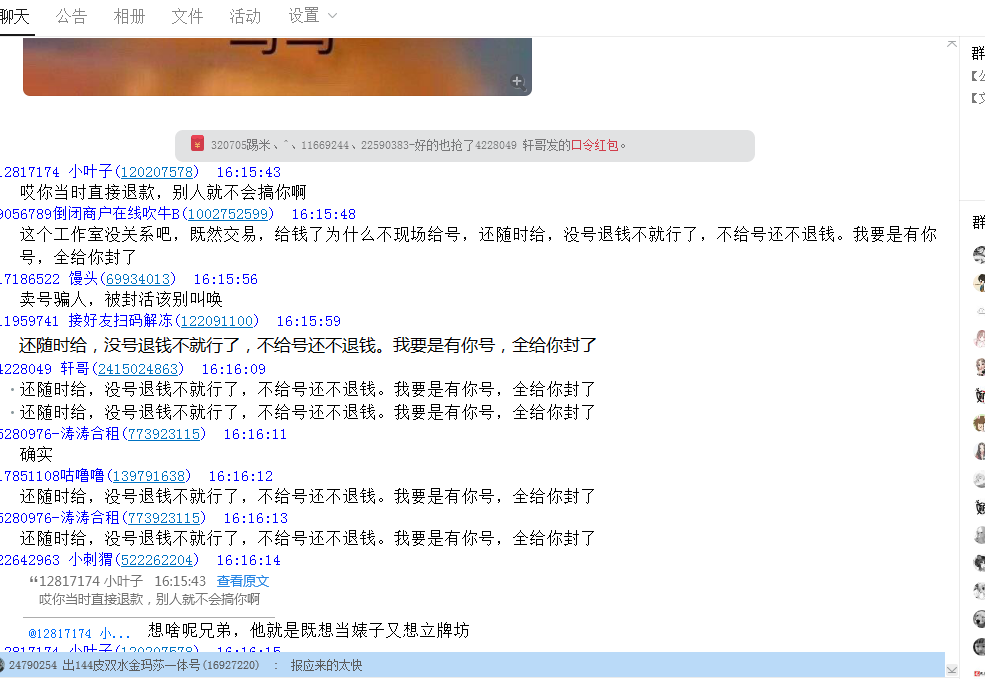 聊天 公告 相册 文件 活动 设置
320705踢米、ˆ、11669244、22590383-好的也抢了4228049 轩哥发的口令红包。
12817174 小叶子(120207578) 16:15:43
哎你当时直接退款，别人就不会搞你啊
9056789倒闭商户在线吹牛B(1002752599) 16:15:48
这个工作室没关系吧，既然交易，给钱了为什么不现场给号，还随时给，没号退钱不就行了，不给号还不退钱。我要是有你
号，全给你封了
17186522 馒头(69934013) 16:15:56
卖号骗人，被封活该别叫唤
11959741 接好友扫码解冻(122091100) 16:15:59
还随时给，没号退钱不就行了，不给号还不退钱。我要是有你号，全给你封了
4228049 轩哥(2415024863) 16:16:09
还随时给，没号退钱不就行了，不给号还不退钱。我要是有你号，全给你封了
还随时给，没号退钱不就行了，不给号还不退钱。我要是有你号，全给你封了
5280976-涛涛合租(773923115) 16:16:11
确实
17851108咕噜噜(139791638) 16:16:12
还随时给，没号退钱不就行了，不给号还不退钱。我要是有你号，全给你封了
5280976-涛涛合租(773923115) 16:16:13
还随时给，没号退钱不就行了，不给号还不退钱。我要是有你号，全给你封了
22642963 小刺猬(522262204) 16:16:14
“12817174 小叶子 16:15:43 查看原文
哎你当时直接退款，别人就不会搞你啊
@12817174 小... 想啥呢兄弟，他就是既想当婊子又想立牌坊
12817174 小叶子(120207578) 16:16:15
24790254 出144皮双水金玛莎一体号(16927220) : 报应来的太快
群
【公
【文
群